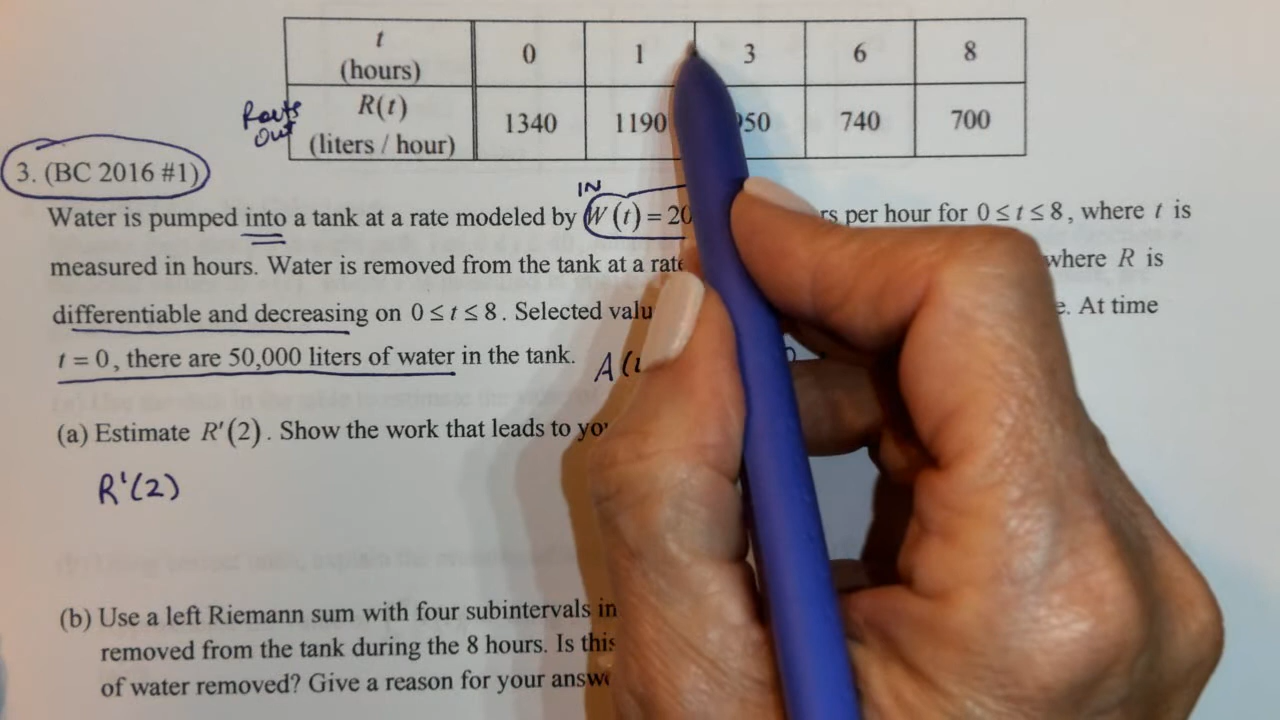 t (hours) 0 1 3 6 8
R(t) (liters / hour) 1340 1190 950 740 700
Out
3. (BC 2016 #1)
IN
Water is pumped into a tank at a rate modeled by W(t) = 20 per hour for 0 ≤ t ≤ 8, where t is
measured in hours. Water is removed from the tank at a rate where R is
differentiable and decreasing on 0 ≤ t ≤ 8. Selected At time
t = 0, there are 50,000 liters of water in the tank. A(
(a) Estimate R′(2). Show the work that leads to
R'(2)
(b) Use a left Riemann sum with four subintervals in
removed from the tank during the 8 hours. Is this
of water removed? Give a reason for your